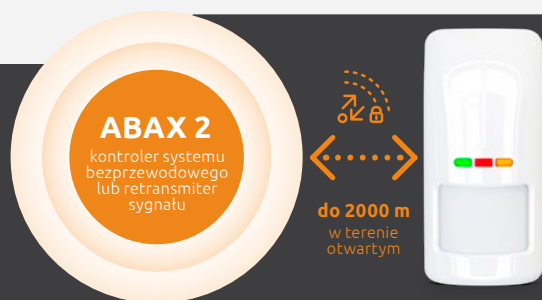 ABAX 2
kontroler systemu
bezprzewodowego
lub retransmiter
sygnału
do 2000 m
w terenie
otwartym